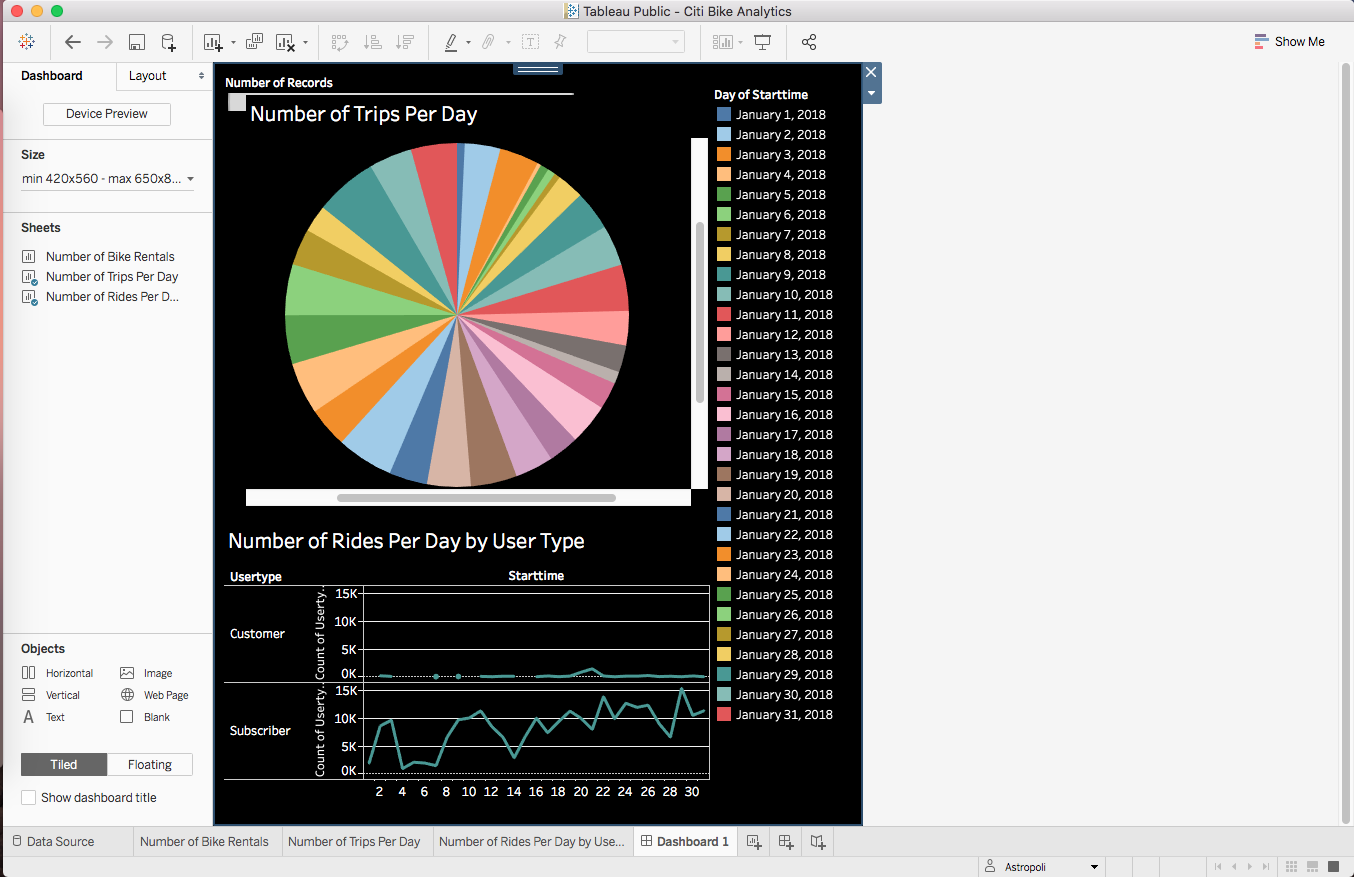 Tableau Public - Citi Bike Analytics
Show Me
Dashboard
Layout
Device Preview
Size
min 420x560 - max 650x8...
Sheets
Number of Bike Rentals
Number of Trips Per Day
Number of Rides Per D...
Objects
Horizontal
Image
Vertical
Web Page
A Text
Blank
Tiled
Floating
Show dashboard title
Number of Records
Number of Trips Per Day
Day of Starttime
January 1, 2018
January 2, 2018
January 3, 2018
January 4, 2018
January 5, 2018
January 6, 2018
January 7, 2018
January 8, 2018
January 9, 2018
January 10, 2018
January 11, 2018
January 12, 2018
January 13, 2018
January 14, 2018
January 15, 2018
January 16, 2018
January 17, 2018
January 18, 2018
January 19, 2018
January 20, 2018
January 21, 2018
January 22, 2018
January 23, 2018
January 24, 2018
January 25, 2018
January 26, 2018
January 27, 2018
January 28, 2018
January 29, 2018
January 30, 2018
January 31, 2018
Number of Rides Per Day by User Type
Usertype
Starttime
Customer
Count of Userty..
15K
10K
5K
0K
Subscriber
Count of Userty..
15K
10K
5K
0K
2 4 6 8 10 12 14 16 18 20 22 24 26 28 30
Data Source
Number of Bike Rentals
Number of Trips Per Day
Number of Rides Per Day by Use...
Dashboard 1
Astropoli